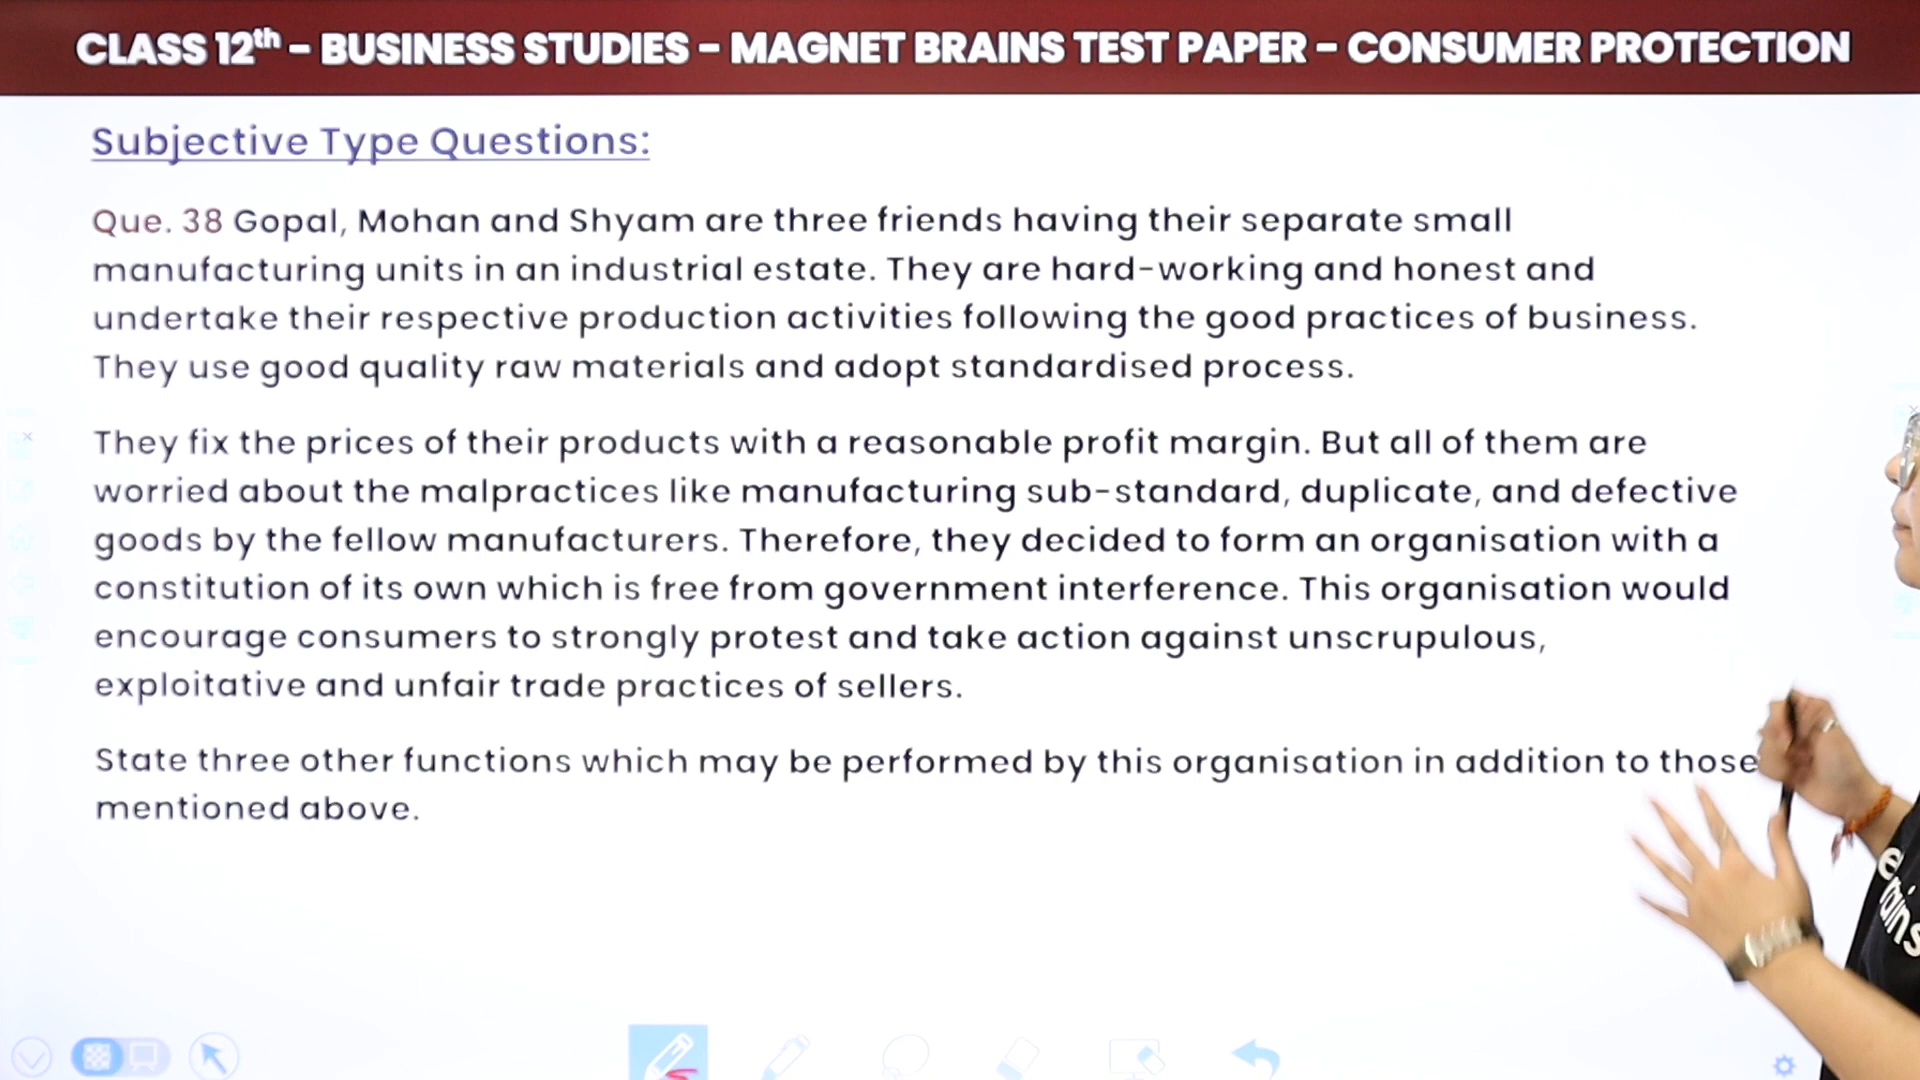 CLASS 12th – BUSINESS STUDIES – MAGNET BRAINS TEST PAPER – CONSUMER PROTECTION
Subjective Type Questions:
Que. 38 Gopal, Mohan and Shyam are three friends having their separate small
manufacturing units in an industrial estate. They are hard-working and honest and
undertake their respective production activities following the good practices of business.
They use good quality raw materials and adopt standardised process.
They fix the prices of their products with a reasonable profit margin. But all of them are
worried about the malpractices like manufacturing sub-standard, duplicate, and defective
goods by the fellow manufacturers. Therefore, they decided to form an organisation with a
constitution of its own which is free from government interference. This organisation would
encourage consumers to strongly protest and take action against unscrupulous,
exploitative and unfair trade practices of sellers.
State three other functions which may be performed by this organisation in addition to those
mentioned above.